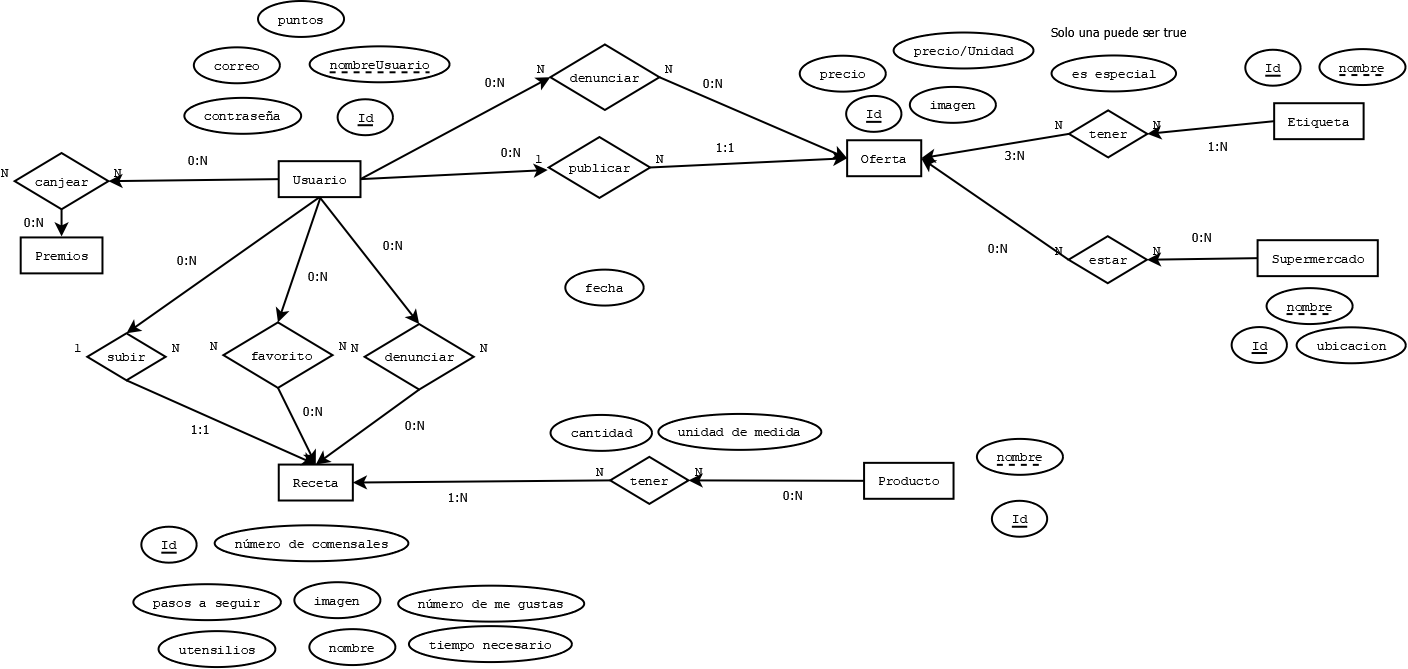 puntos
correo
nombreUsuario
contraseña
Id
N
denunciar
N
0:N
0:N
precio/Unidad
precio
Id
imagen
Solo una puede ser true
es especial
Id
nombre
N
tener
N
Etiqueta
3:N
1:N
0:N
N
canjear
N
Usuario
0:N
1
publicar
N
1:1
Oferta
0:N
Premios
0:N
0:N
0:N
0:N
N
estar
N
0:N
Supermercado
nombre
Id
ubicacion
fecha
1
subir
N
N
favorito
N
N
denunciar
N
1:1
0:N
0:N
cantidad
unidad de medida
nombre
Receta
1:N
N
tener
N
0:N
Producto
Id
Id
número de comensales
pasos a seguir
imagen
número de me gustas
utensilios
nombre
tiempo necesario